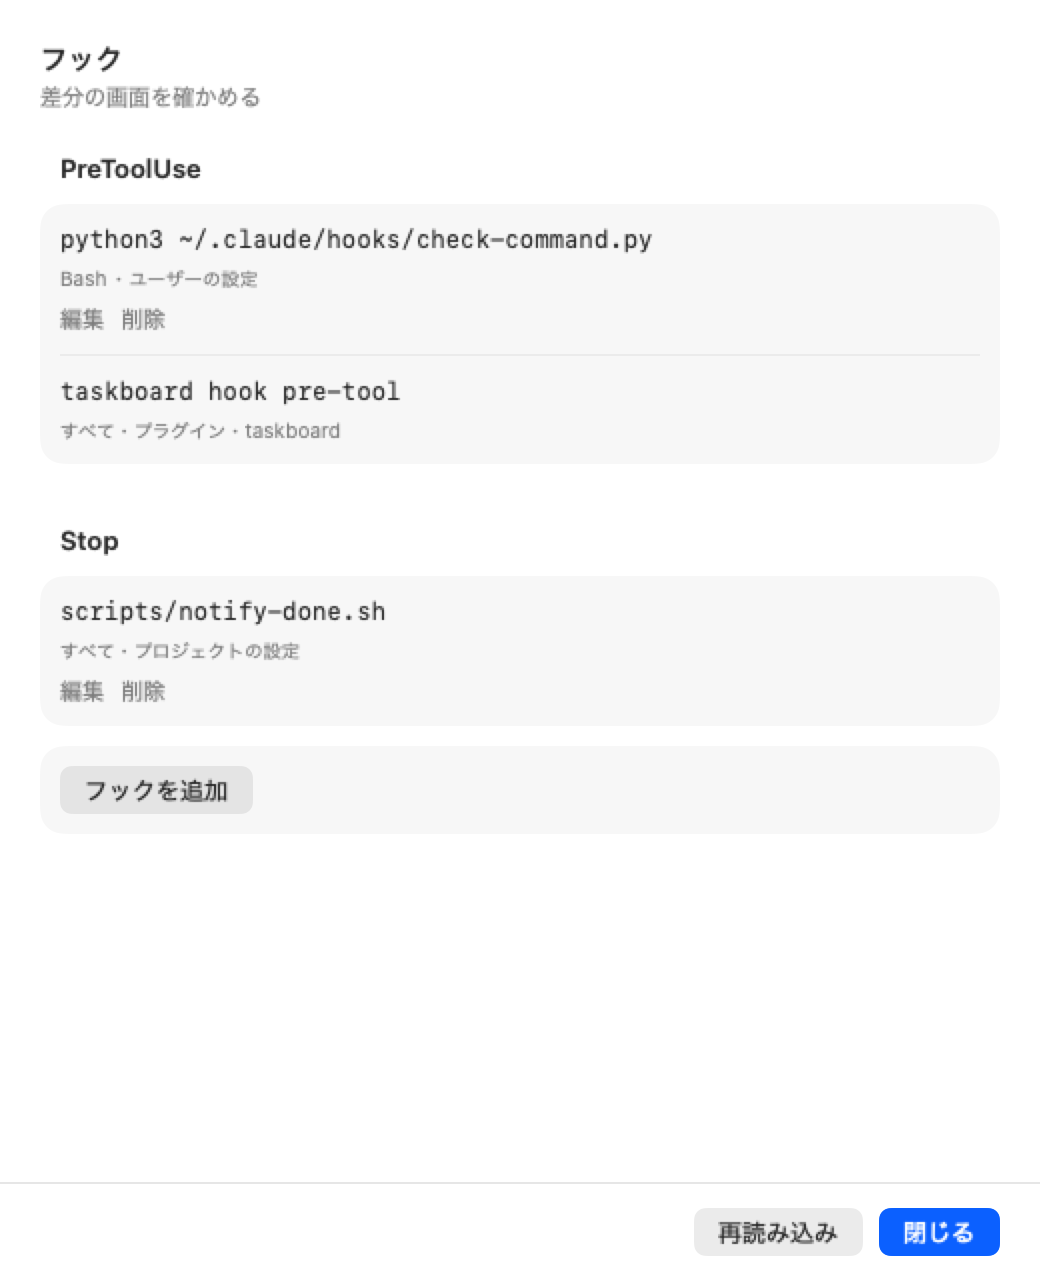 フック
差分の画面を確かめる
PreToolUse
python3 ~/.claude/hooks/check-command.py
Bash・ユーザーの設定
編集 削除
taskboard hook pre-tool
すべて・プラグイン・taskboard
Stop
scripts/notify-done.sh
すべて・プロジェクトの設定
編集 削除
フックを追加
再読み込み 閉じる